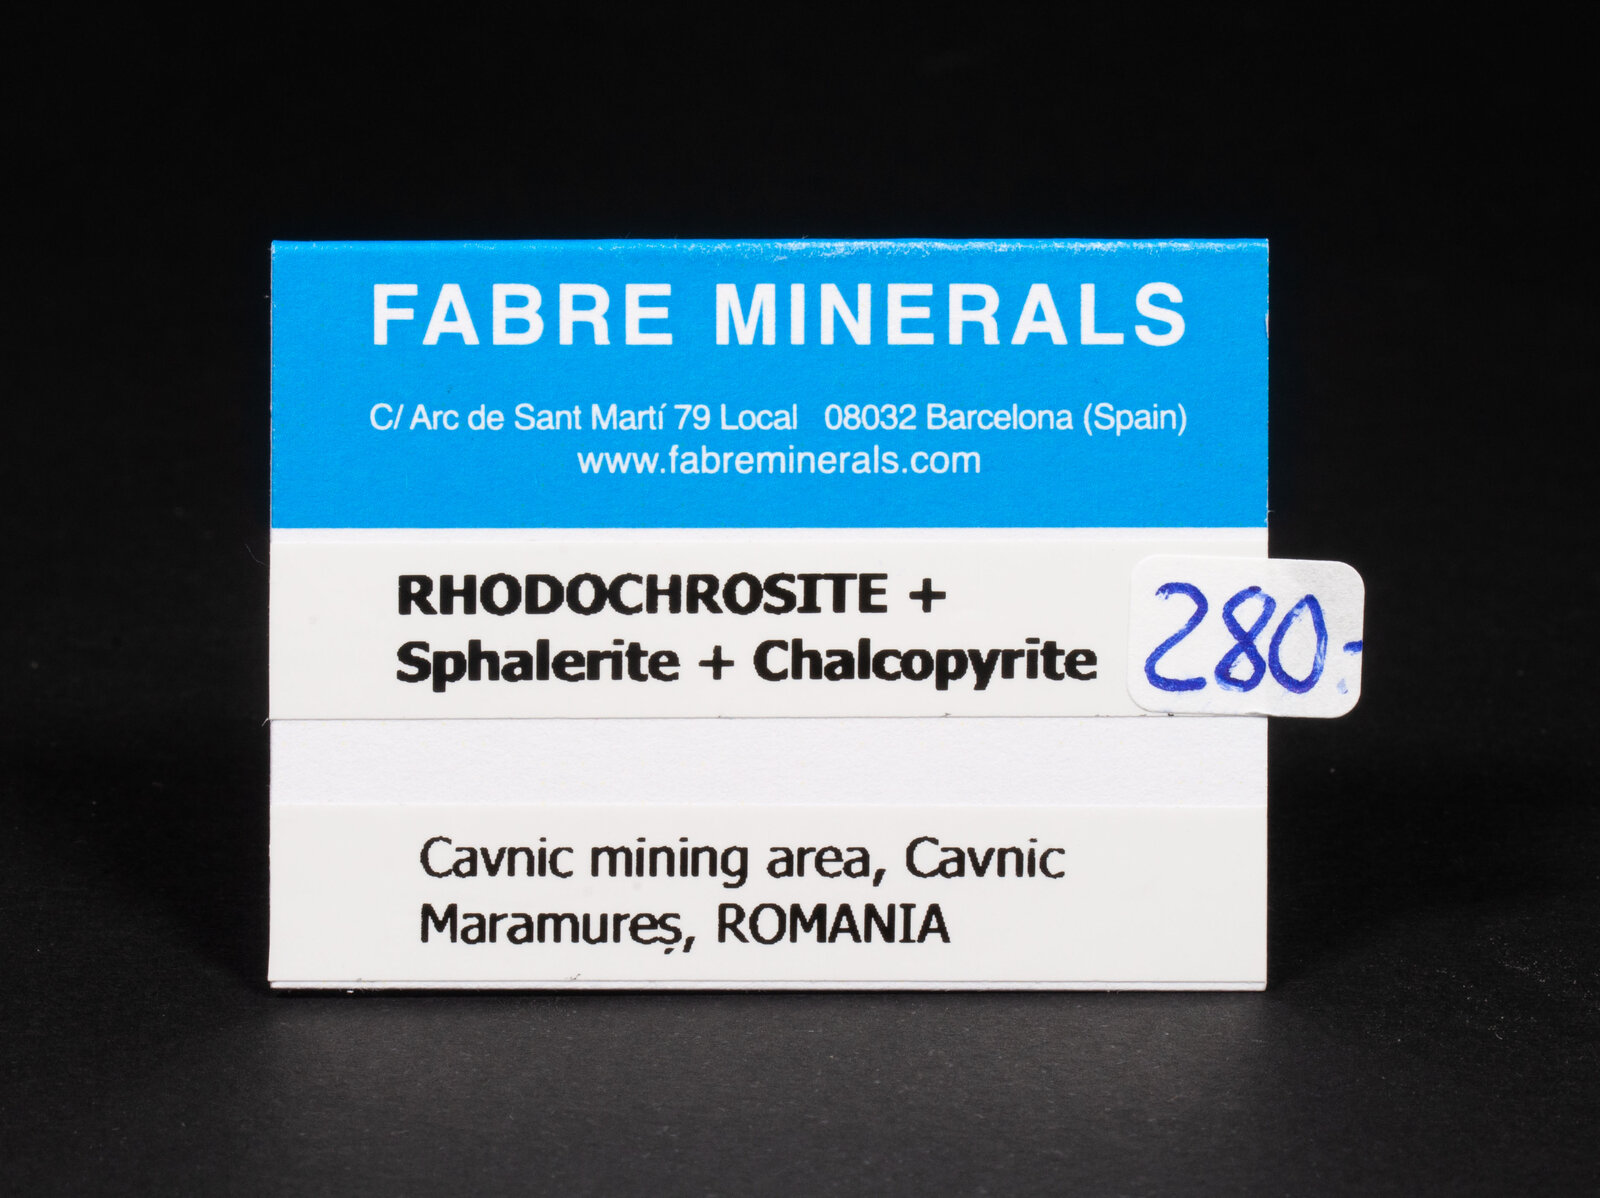 FABRE MINERALS
C/ Arc de Sant Martí 79 Local 08032 Barcelona (Spain)
www.fabreminerals.com
RHODOCHROSITE +
Sphalerite + Chalcopyrite
280.-
Cavnic mining area, Cavnic
Maramureș, ROMANIA